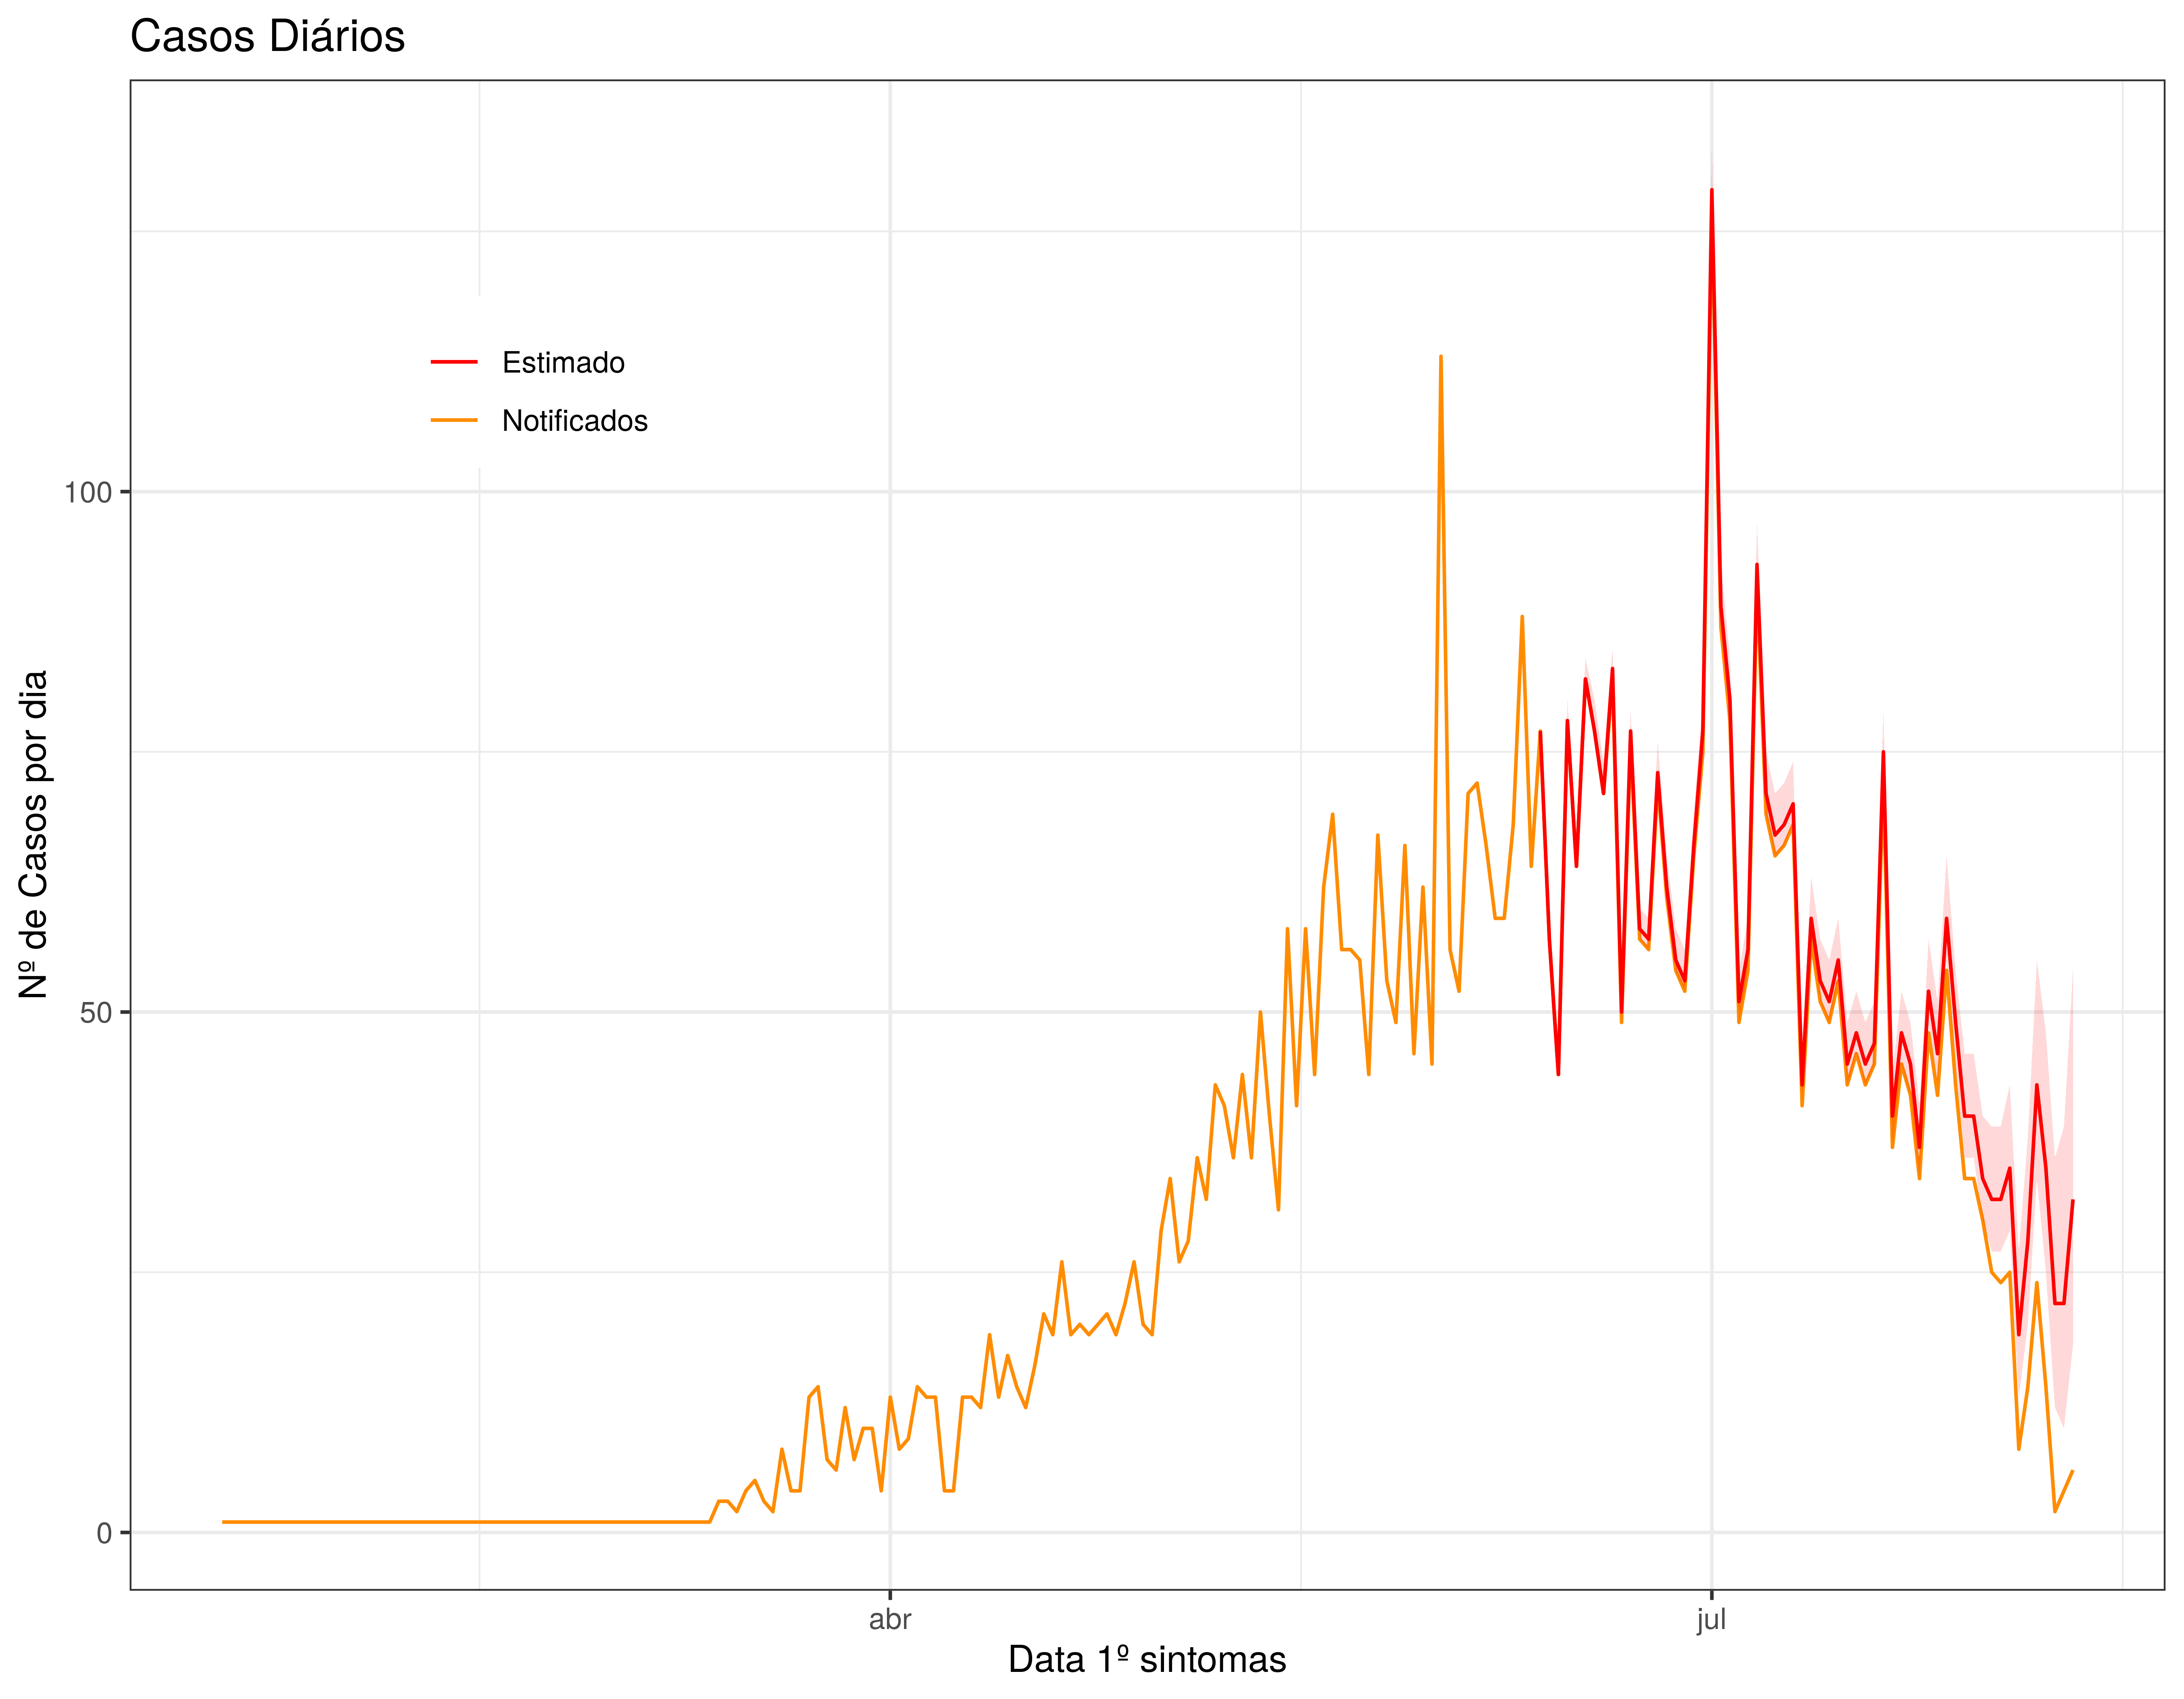 Casos Diários
Estimado
Notificados
Nº de Casos por dia
100
50
0
abr
jul
Data 1º sintomas